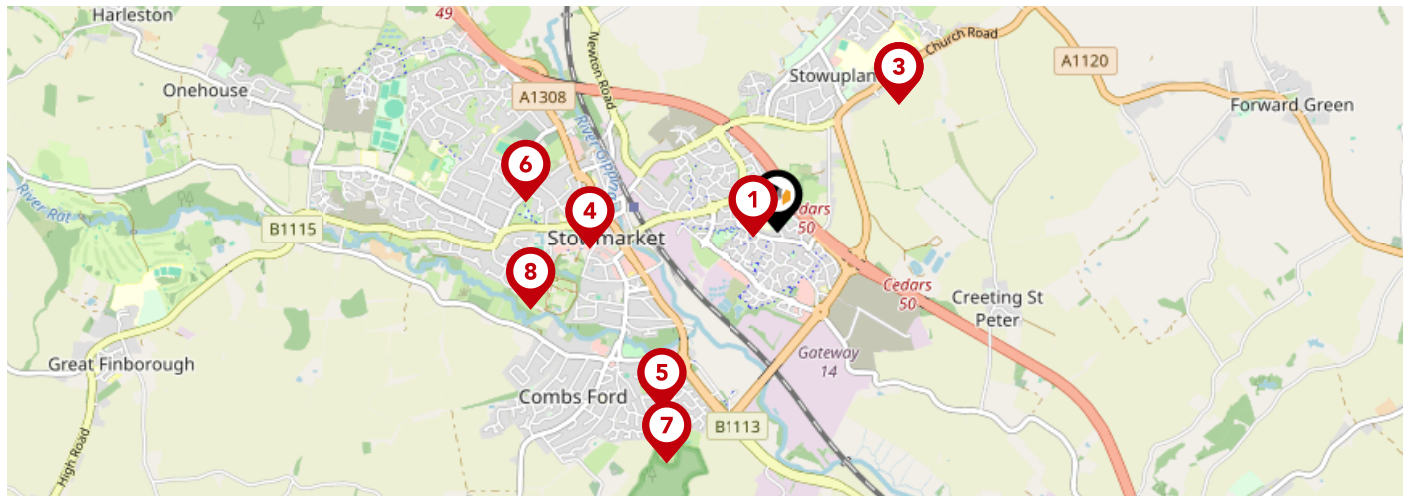 Harleston
49
Newton Road
Church Road
3
Stowuplan
A1120
Onehouse
A1308
Forward Green
River Gipping
6
River Rat
1
4
Cedars
50
B1115
Stowmarket
8
Cedars
50
Creeting St
Peter
Gateway
14
Great Finborough
5
Combs Ford
7
B1113
High Road